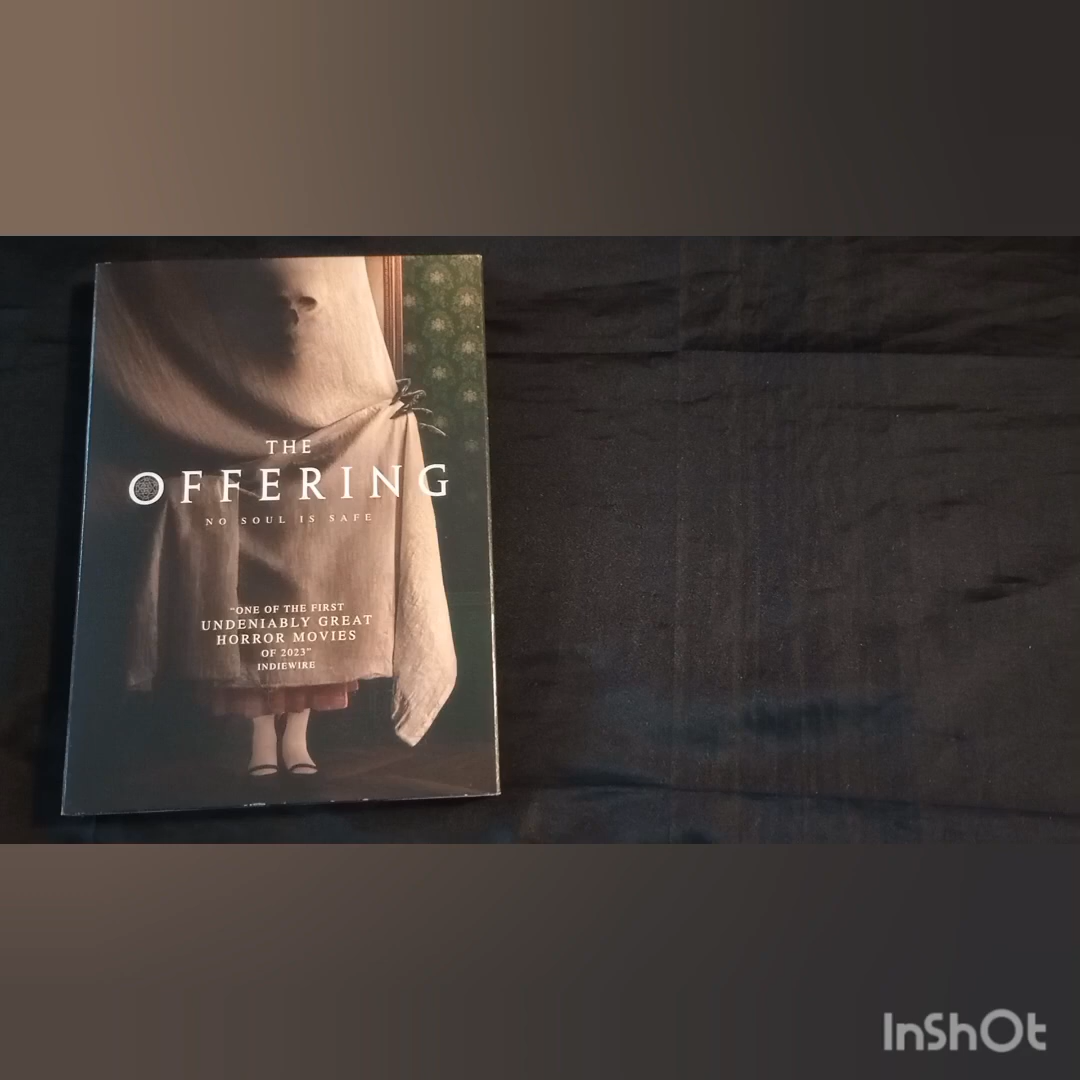 THE
OFFERING
NO SOUL IS SAFE
“ONE OF THE FIRST
UNDENIABLY GREAT
HORROR MOVIES
OF 2023”
INDIEWIRE
InShOt